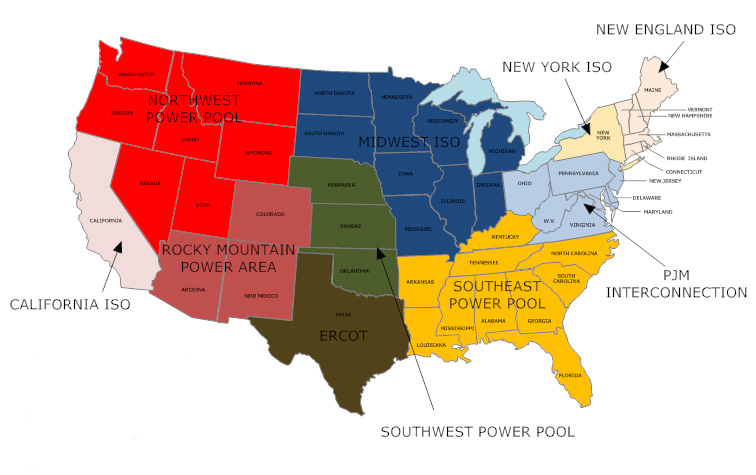 NEW ENGLAND ISO
NEW YORK ISO
WASHINGTON
MONTANA
NORTH DAKOTA
MINNESOTA
MAINE
OREGON
NORTHWEST
POWER POOL
IDAHO
WYOMING
SOUTH DAKOTA
WISCONSIN
MIDWEST ISO
MICHIGAN
NEW
YORK
VERMONT
NEW HAMPSHIRE
MASSACHUSETTS
RHODE ISLAND
CONNECTICUT
NEW JERSEY
DELAWARE
MARYLAND
NEVADA
UTAH
COLORADO
NEBRASKA
IOWA
ILLINOIS
INDIANA
OHIO
PENNSYLVANIA
CALIFORNIA
KANSAS
MISSOURI
W.V.
VIRGINIA
KENTUCKY
ROCKY MOUNTAIN
POWER AREA
ARIZONA
NEW MEXICO
OKLAHOMA
ARKANSAS
TENNESSEE
NORTH CAROLINA
SOUTH
CAROLINA
SOUTHEAST
POWER POOL
PJM
INTERCONNECTION
CALIFORNIA ISO
TEXAS
ERCOT
LOUISIANA
MISSISSIPPI
ALABAMA
GEORGIA
FLORIDA
SOUTHWEST POWER POOL